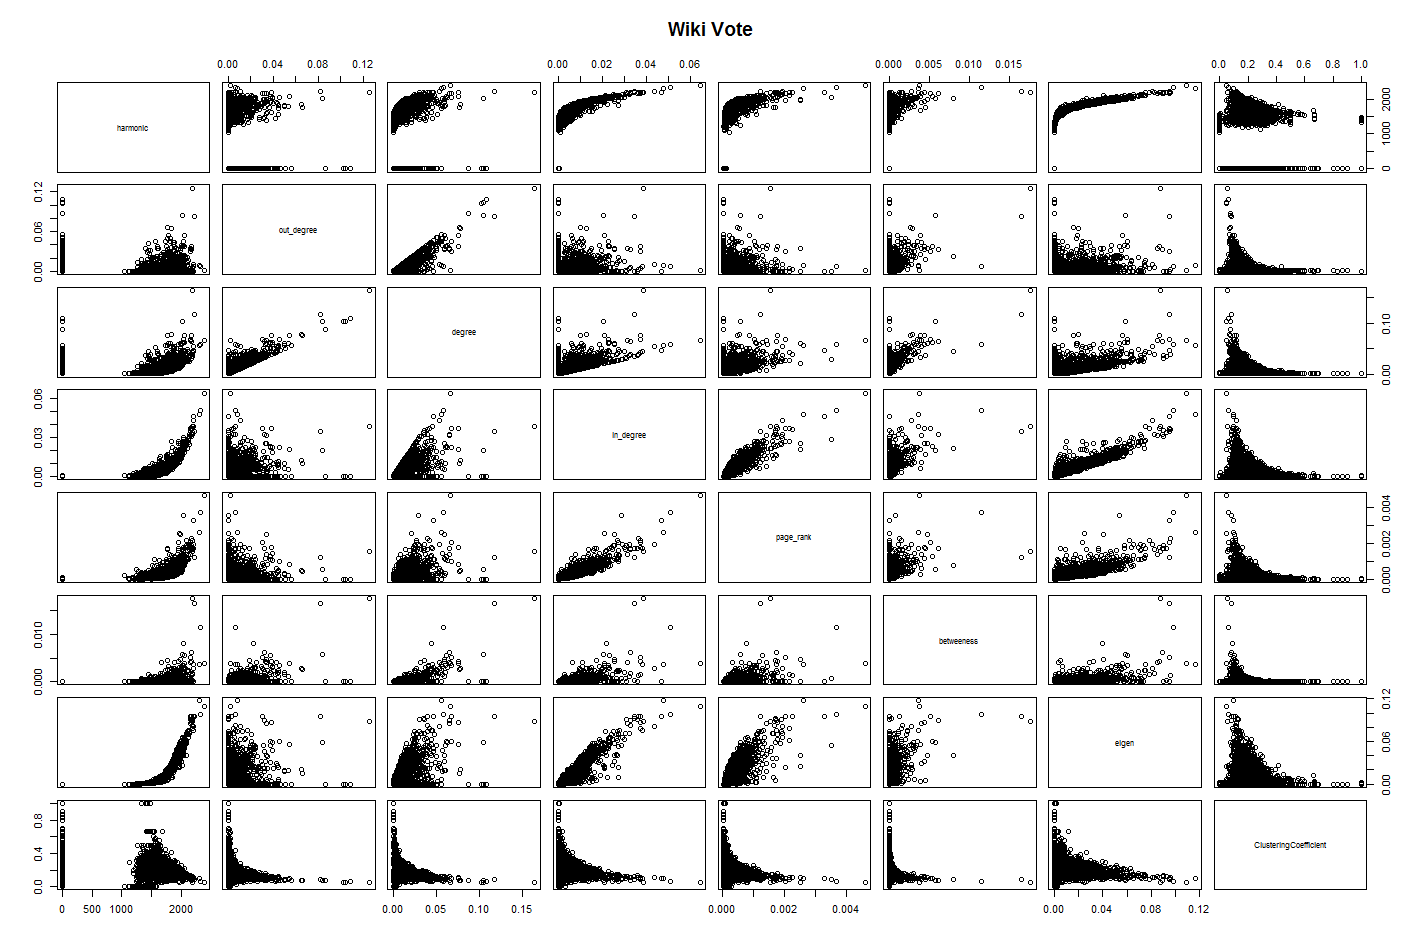 Wiki Vote
0.00 0.04 0.08 0.12 0.00 0.02 0.04 0.06 0.000 0.005 0.010 0.015 0.0 0.2 0.4 0.6 0.8 1.0
harmonic
0 1000 2000
0.00 0.06 0.12
out_degree
degree
0.00 0.10
0.00 0.03 0.06
in_degree
page_rank
0.000 0.002 0.004
0.000 0.010
betweeness
eigen
0.00 0.06 0.12
0.0 0.4 0.8
ClusteringCoefficient
0 500 1000 2000 0.00 0.05 0.10 0.15 0.000 0.002 0.004 0.00 0.04 0.08 0.12